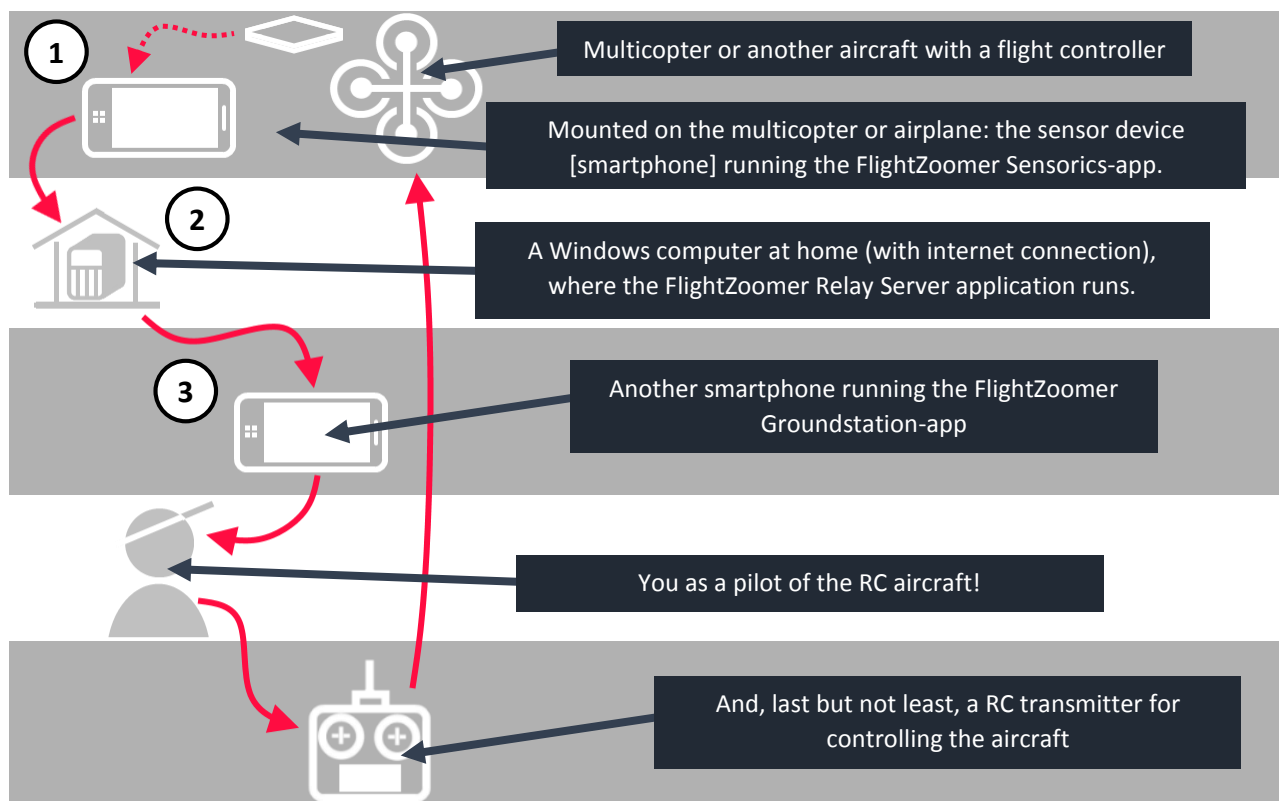 1
Multicopter or another aircraft with a flight controller
Mounted on the multicopter or airplane: the sensor device
[smartphone] running the FlightZoomer Sensorics-app.
2
A Windows computer at home (with internet connection),
where the FlightZoomer Relay Server application runs.
3
Another smartphone running the FlightZoomer
Groundstation-app
You as a pilot of the RC aircraft!
And, last but not least, a RC transmitter for
controlling the aircraft